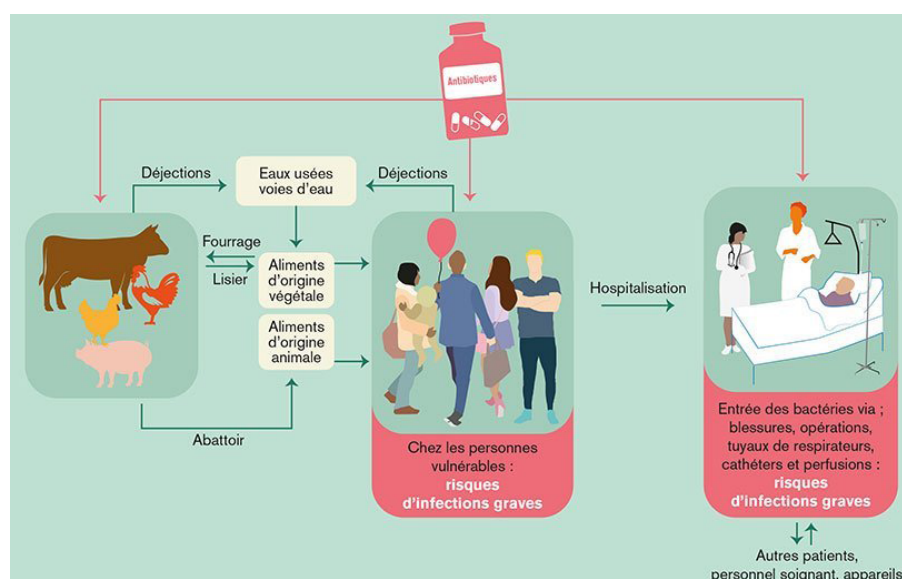 Antibiotiques
Déjections
Eaux usées
voies d'eau
Déjections
Fourrage
Lisier
Aliments
d'origine
végétale
Aliments
d'origine
animale
Abattoir
Hospitalisation
Chez les personnes
vulnérables :
risques
d'infections graves
Entrée des bactéries via ;
blessures, opérations,
tuyaux de respirateurs,
cathéters et perfusions :
risques
d'infections graves
Autres patients,
personnel soignant, appareils